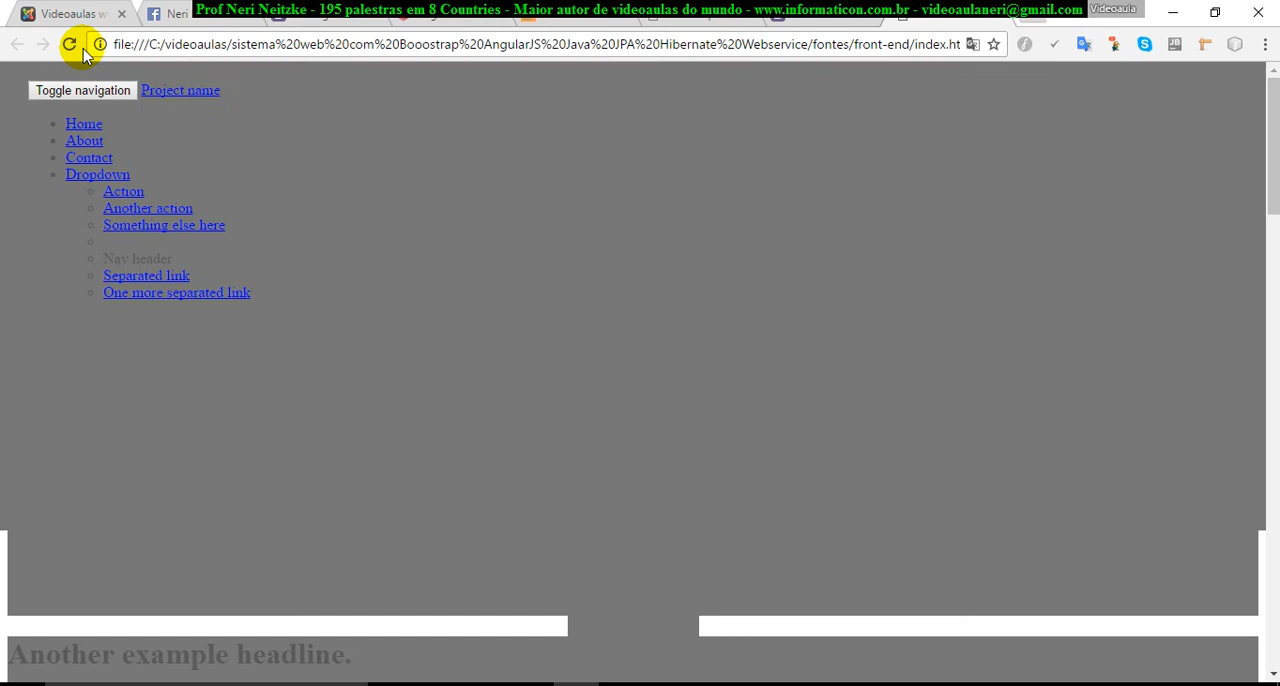 Prof Neri Neitzke - 195 palestras em 8 Countries - Maior autor de videoaulas do mundo - www.informaticon.com.br - videoaulaneri@gmail.com
Videoaula
Videoaulas w
Neri
file:///C:/videoaulas/sistema%20web%20com%20Booostrap%20AngularJS%20Java%20JPA%20Hibernate%20Webservice/fontes/front-end/index.ht
Toggle navigation Project name
Home
About
Contact
Dropdown
Action
Another action
Something else here
Nav header
Separated link
One more separated link
Another example headline.